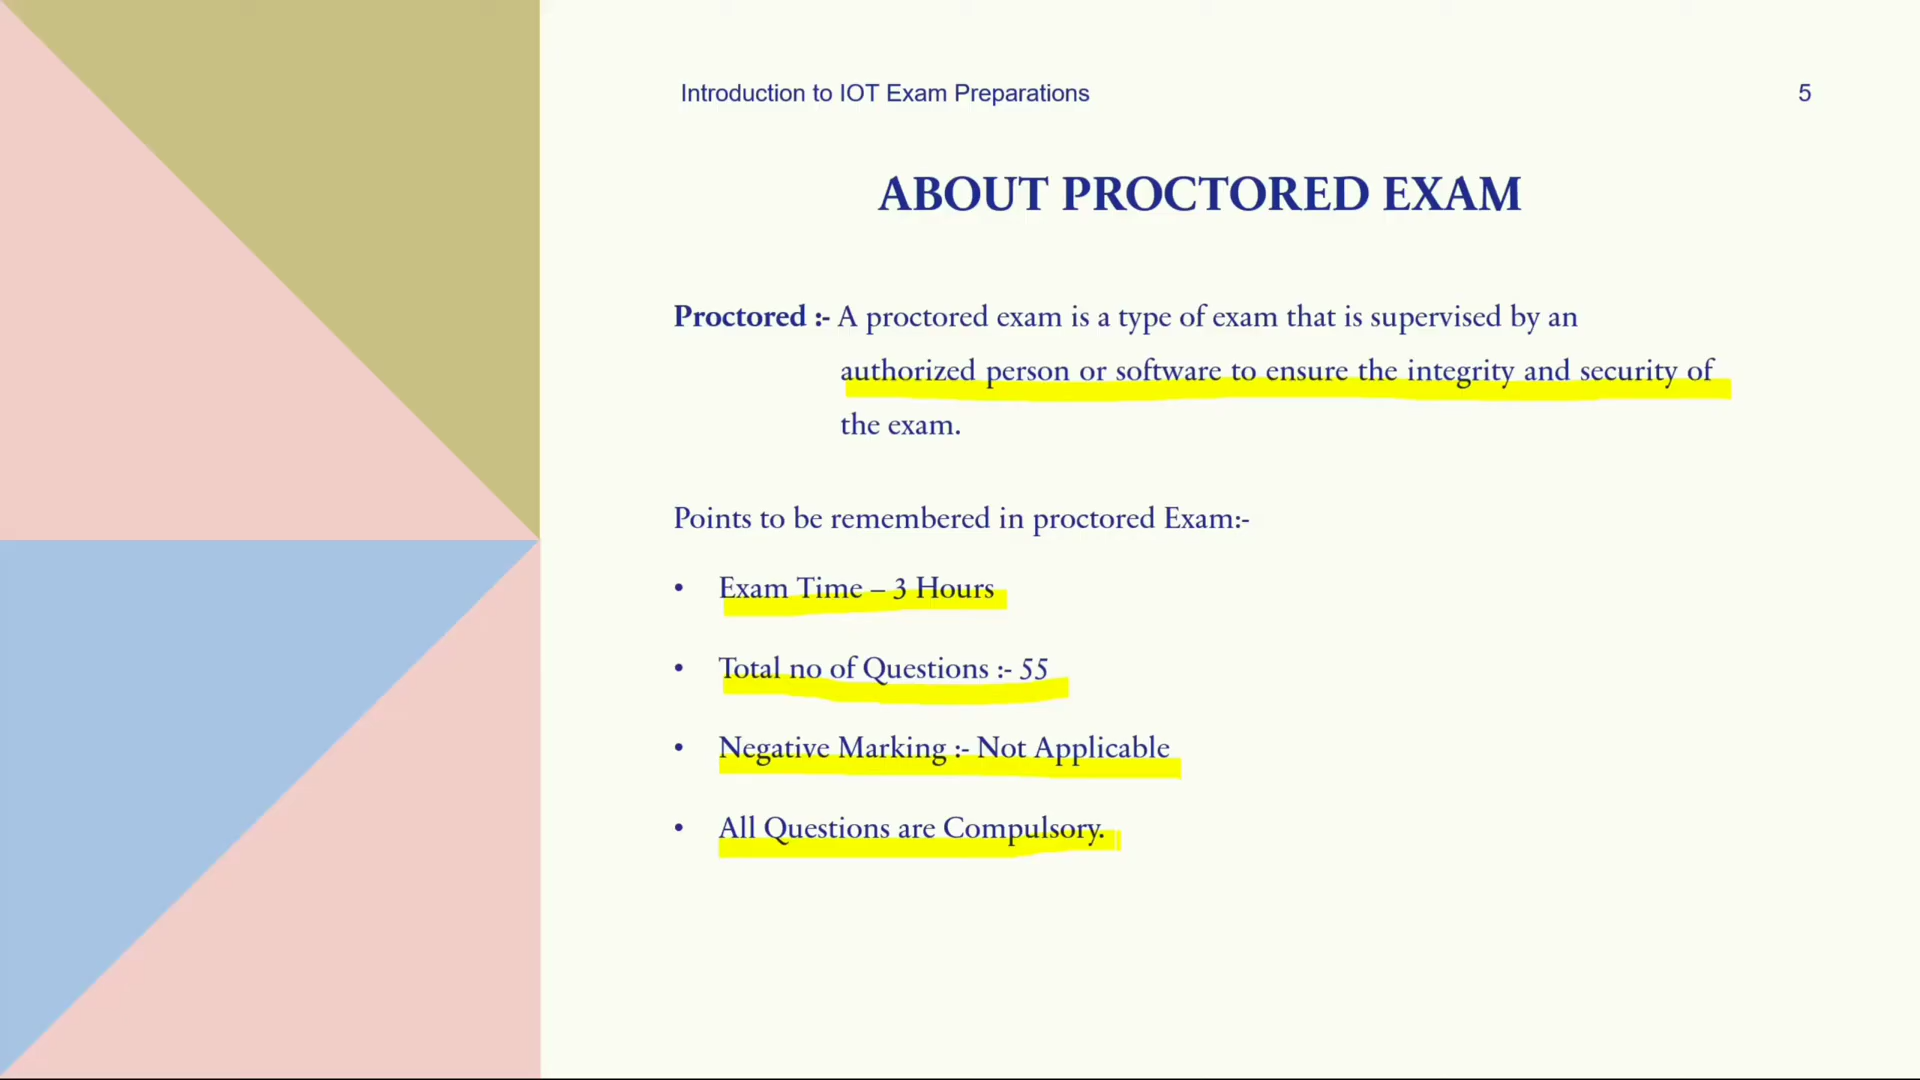 Introduction to IOT Exam Preparations
5
ABOUT PROCTORED EXAM
Proctored :- A proctored exam is a type of exam that is supervised by an
authorized person or software to ensure the integrity and security of
the exam.
Points to be remembered in proctored Exam:-
• Exam Time – 3 Hours
• Total no of Questions :- 55
• Negative Marking :- Not Applicable
• All Questions are Compulsory.